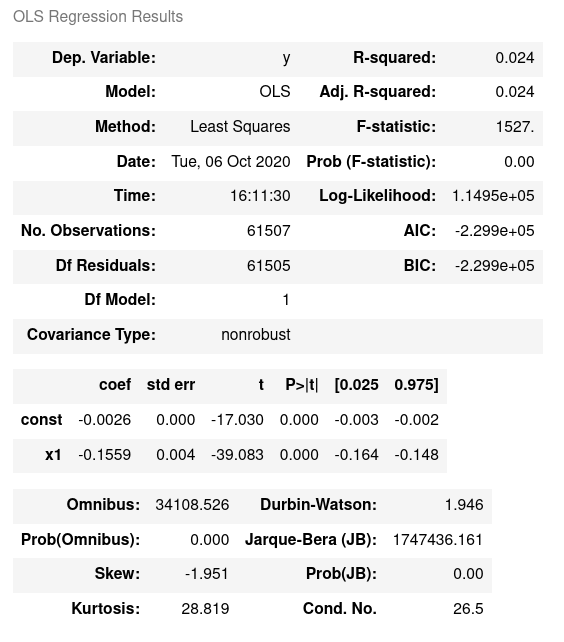 OLS Regression Results
Dep. Variable: y R-squared: 0.024
Model: OLS Adj. R-squared: 0.024
Method: Least Squares F-statistic: 1527.
Date: Tue, 06 Oct 2020 Prob (F-statistic): 0.00
Time: 16:11:30 Log-Likelihood: 1.1495e+05
No. Observations: 61507 AIC: -2.299e+05
Df Residuals: 61505 BIC: -2.299e+05
Df Model: 1
Covariance Type: nonrobust
coef std err t P>|t| [0.025 0.975]
const -0.0026 0.000 -17.030 0.000 -0.003 -0.002
x1 -0.1559 0.004 -39.083 0.000 -0.164 -0.148
Omnibus: 34108.526 Durbin-Watson: 1.946
Prob(Omnibus): 0.000 Jarque-Bera (JB): 1747436.161
Skew: -1.951 Prob(JB): 0.00
Kurtosis: 28.819 Cond. No. 26.5